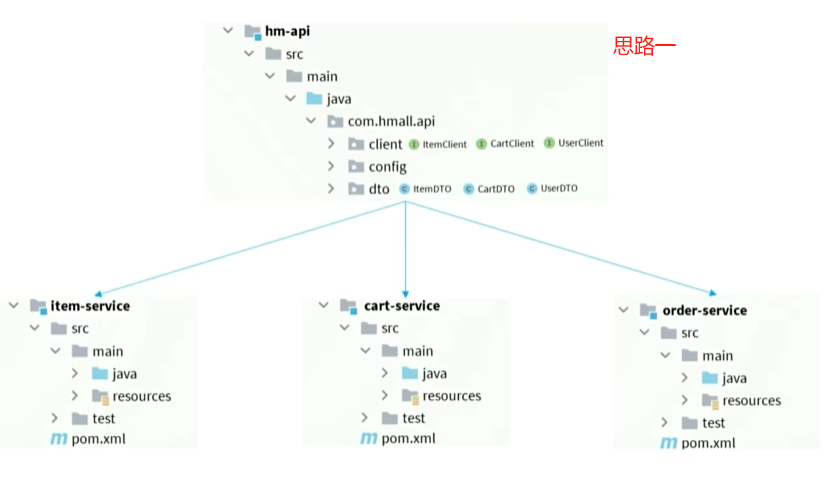 hm-api
思路一
src
main
java
com.hmall.api
client ItemClient CartClient UserClient
config
dto ItemDTO CartDTO UserDTO
item-service
src
main
java
resources
test
pom.xml
cart-service
src
main
java
resources
test
pom.xml
order-service
src
main
java
resources
test
pom.xml